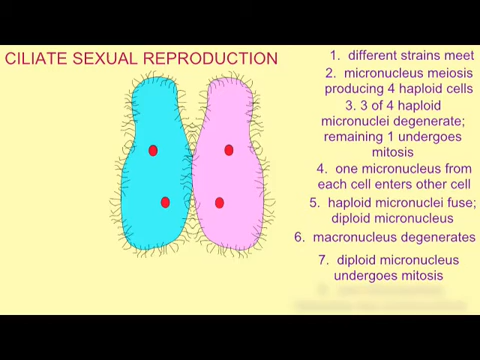 CILIATE SEXUAL REPRODUCTION
1. different strains meet
2. micronucleus meiosis
producing 4 haploid cells
3. 3 of 4 haploid
micronuclei degenerate;
remaining 1 undergoes
mitosis
4. one micronucleus from
each cell enters other cell
5. haploid micronuclei fuse;
diploid micronucleus
6. macronucleus degenerates
7. diploid micronucleus
undergoes mitosis